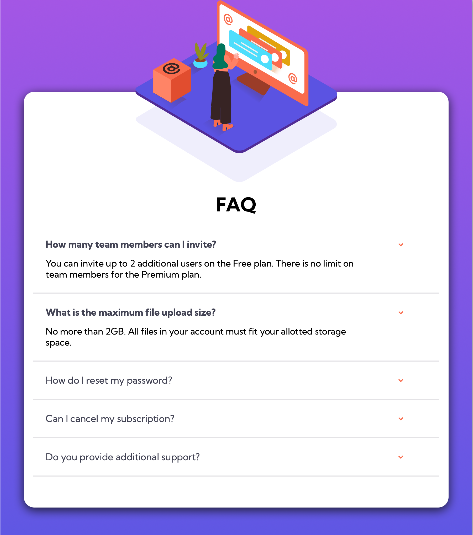 FAQ
How many team members can I invite?
You can invite up to 2 additional users on the Free plan. There is no limit on
team members for the Premium plan.
What is the maximum file upload size?
No more than 2GB. All files in your account must fit your allotted storage
space.
How do I reset my password?
Can I cancel my subscription?
Do you provide additional support?